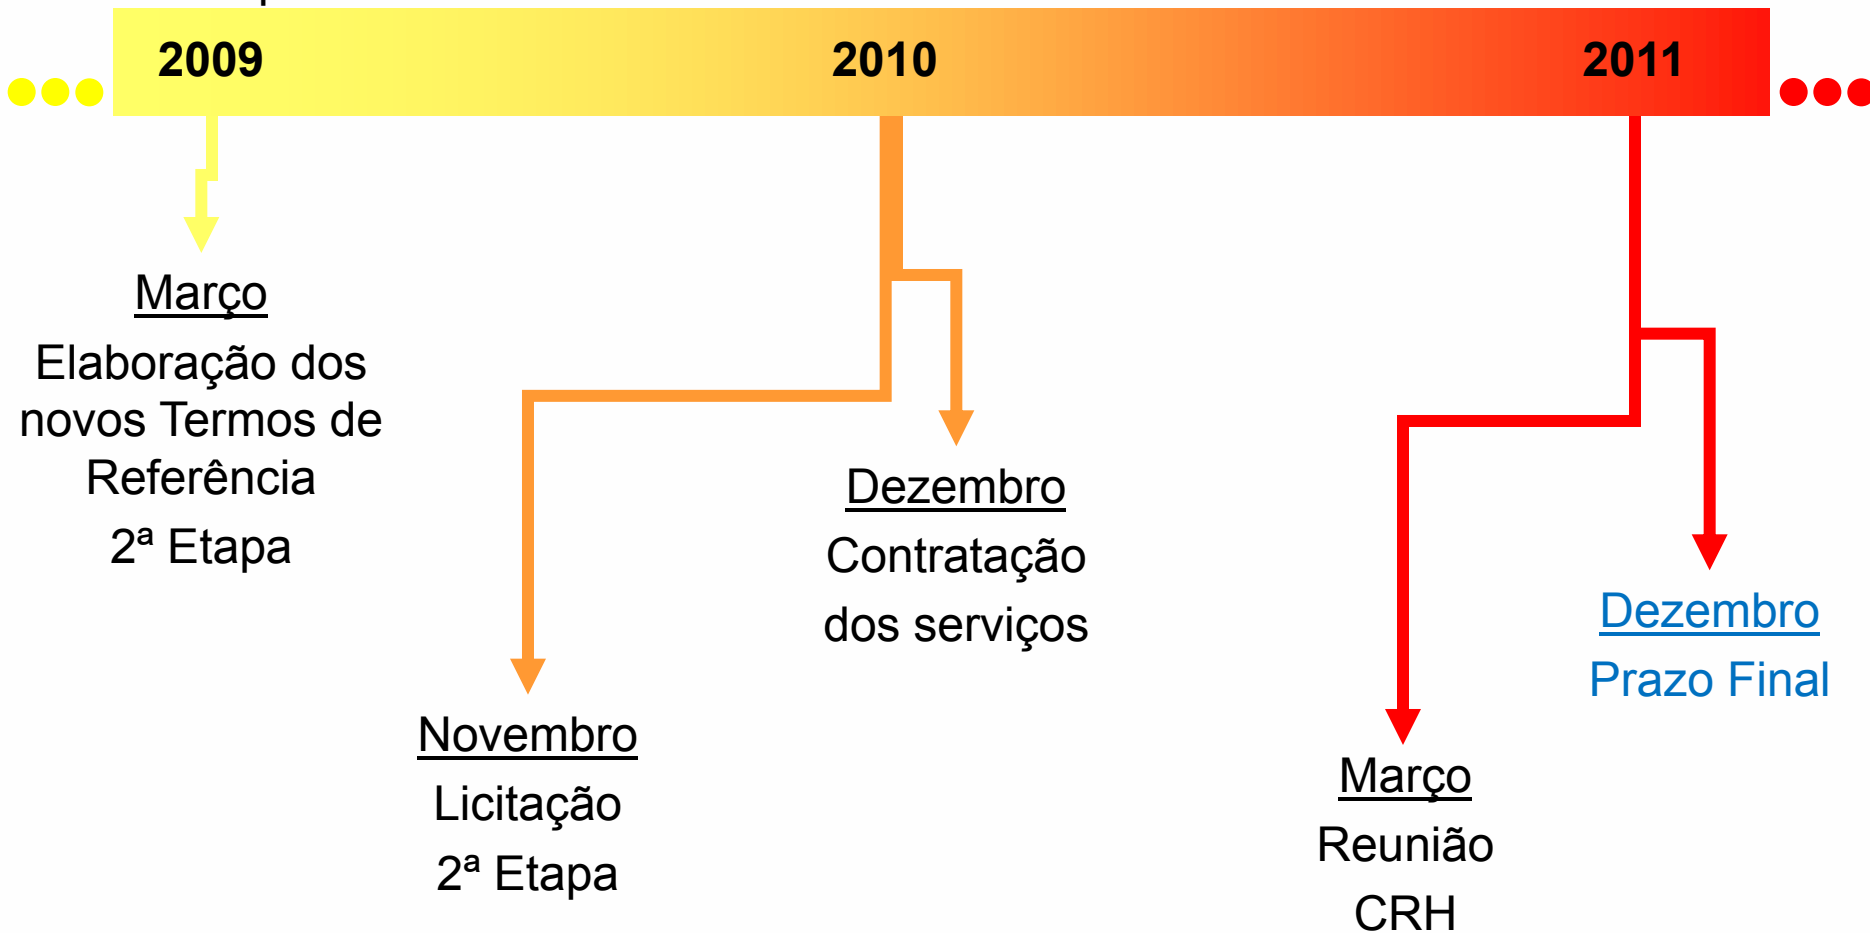 2009
2010
2011
Março
Elaboração dos
novos Termos de
Referência
2ª Etapa
Novembro
Licitação
2ª Etapa
Dezembro
Contratação
dos serviços
Março
Reunião
CRH
Dezembro
Prazo Final